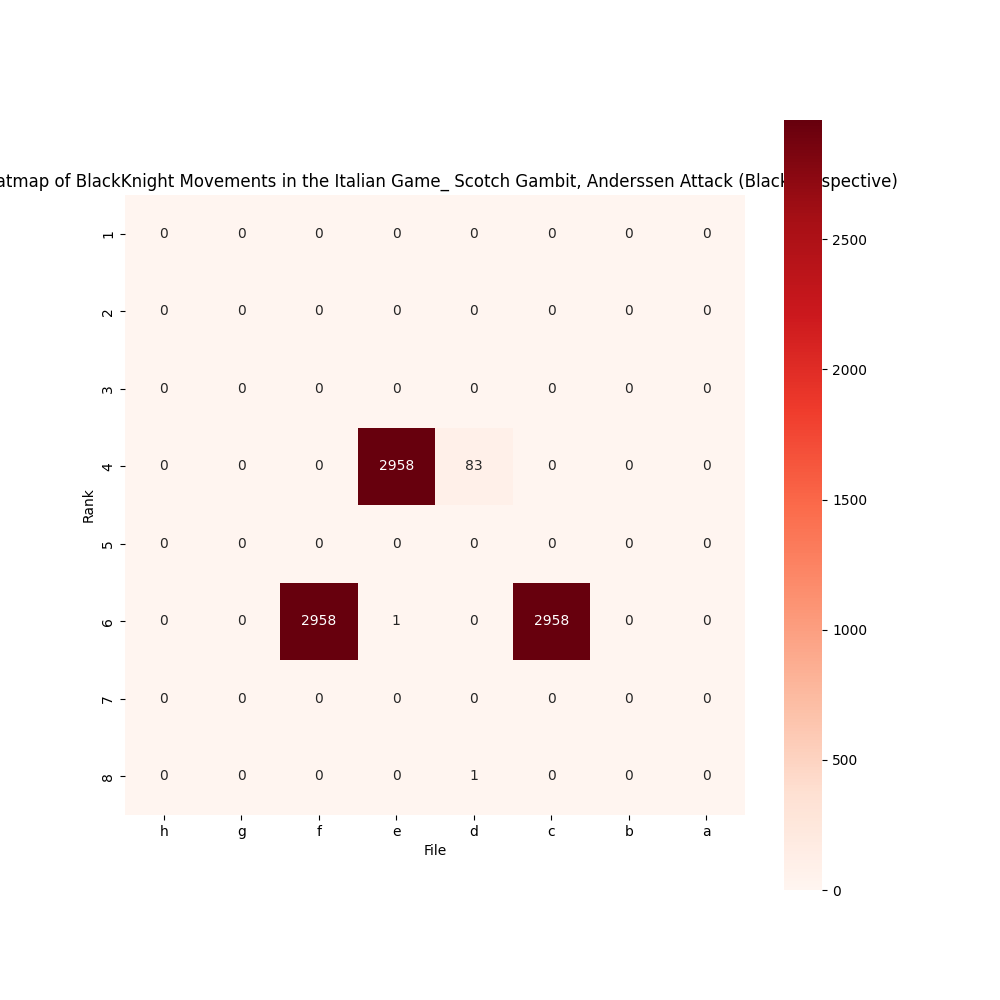 atmap of BlackKnight Movements in the Italian Game_ Scotch Gambit, Anderssen Attack (Black spective)
1 0 0 0 0 0 0 0 0
2 0 0 0 0 0 0 0 0
3 0 0 0 0 0 0 0 0
4 0 0 0 2958 83 0 0 0
5 0 0 0 0 0 0 0 0
6 0 0 2958 1 0 2958 0 0
7 0 0 0 0 0 0 0 0
8 0 0 0 0 1 0 0 0
h g f e d c b a
File
Rank
2500
2000
1500
1000
500
0